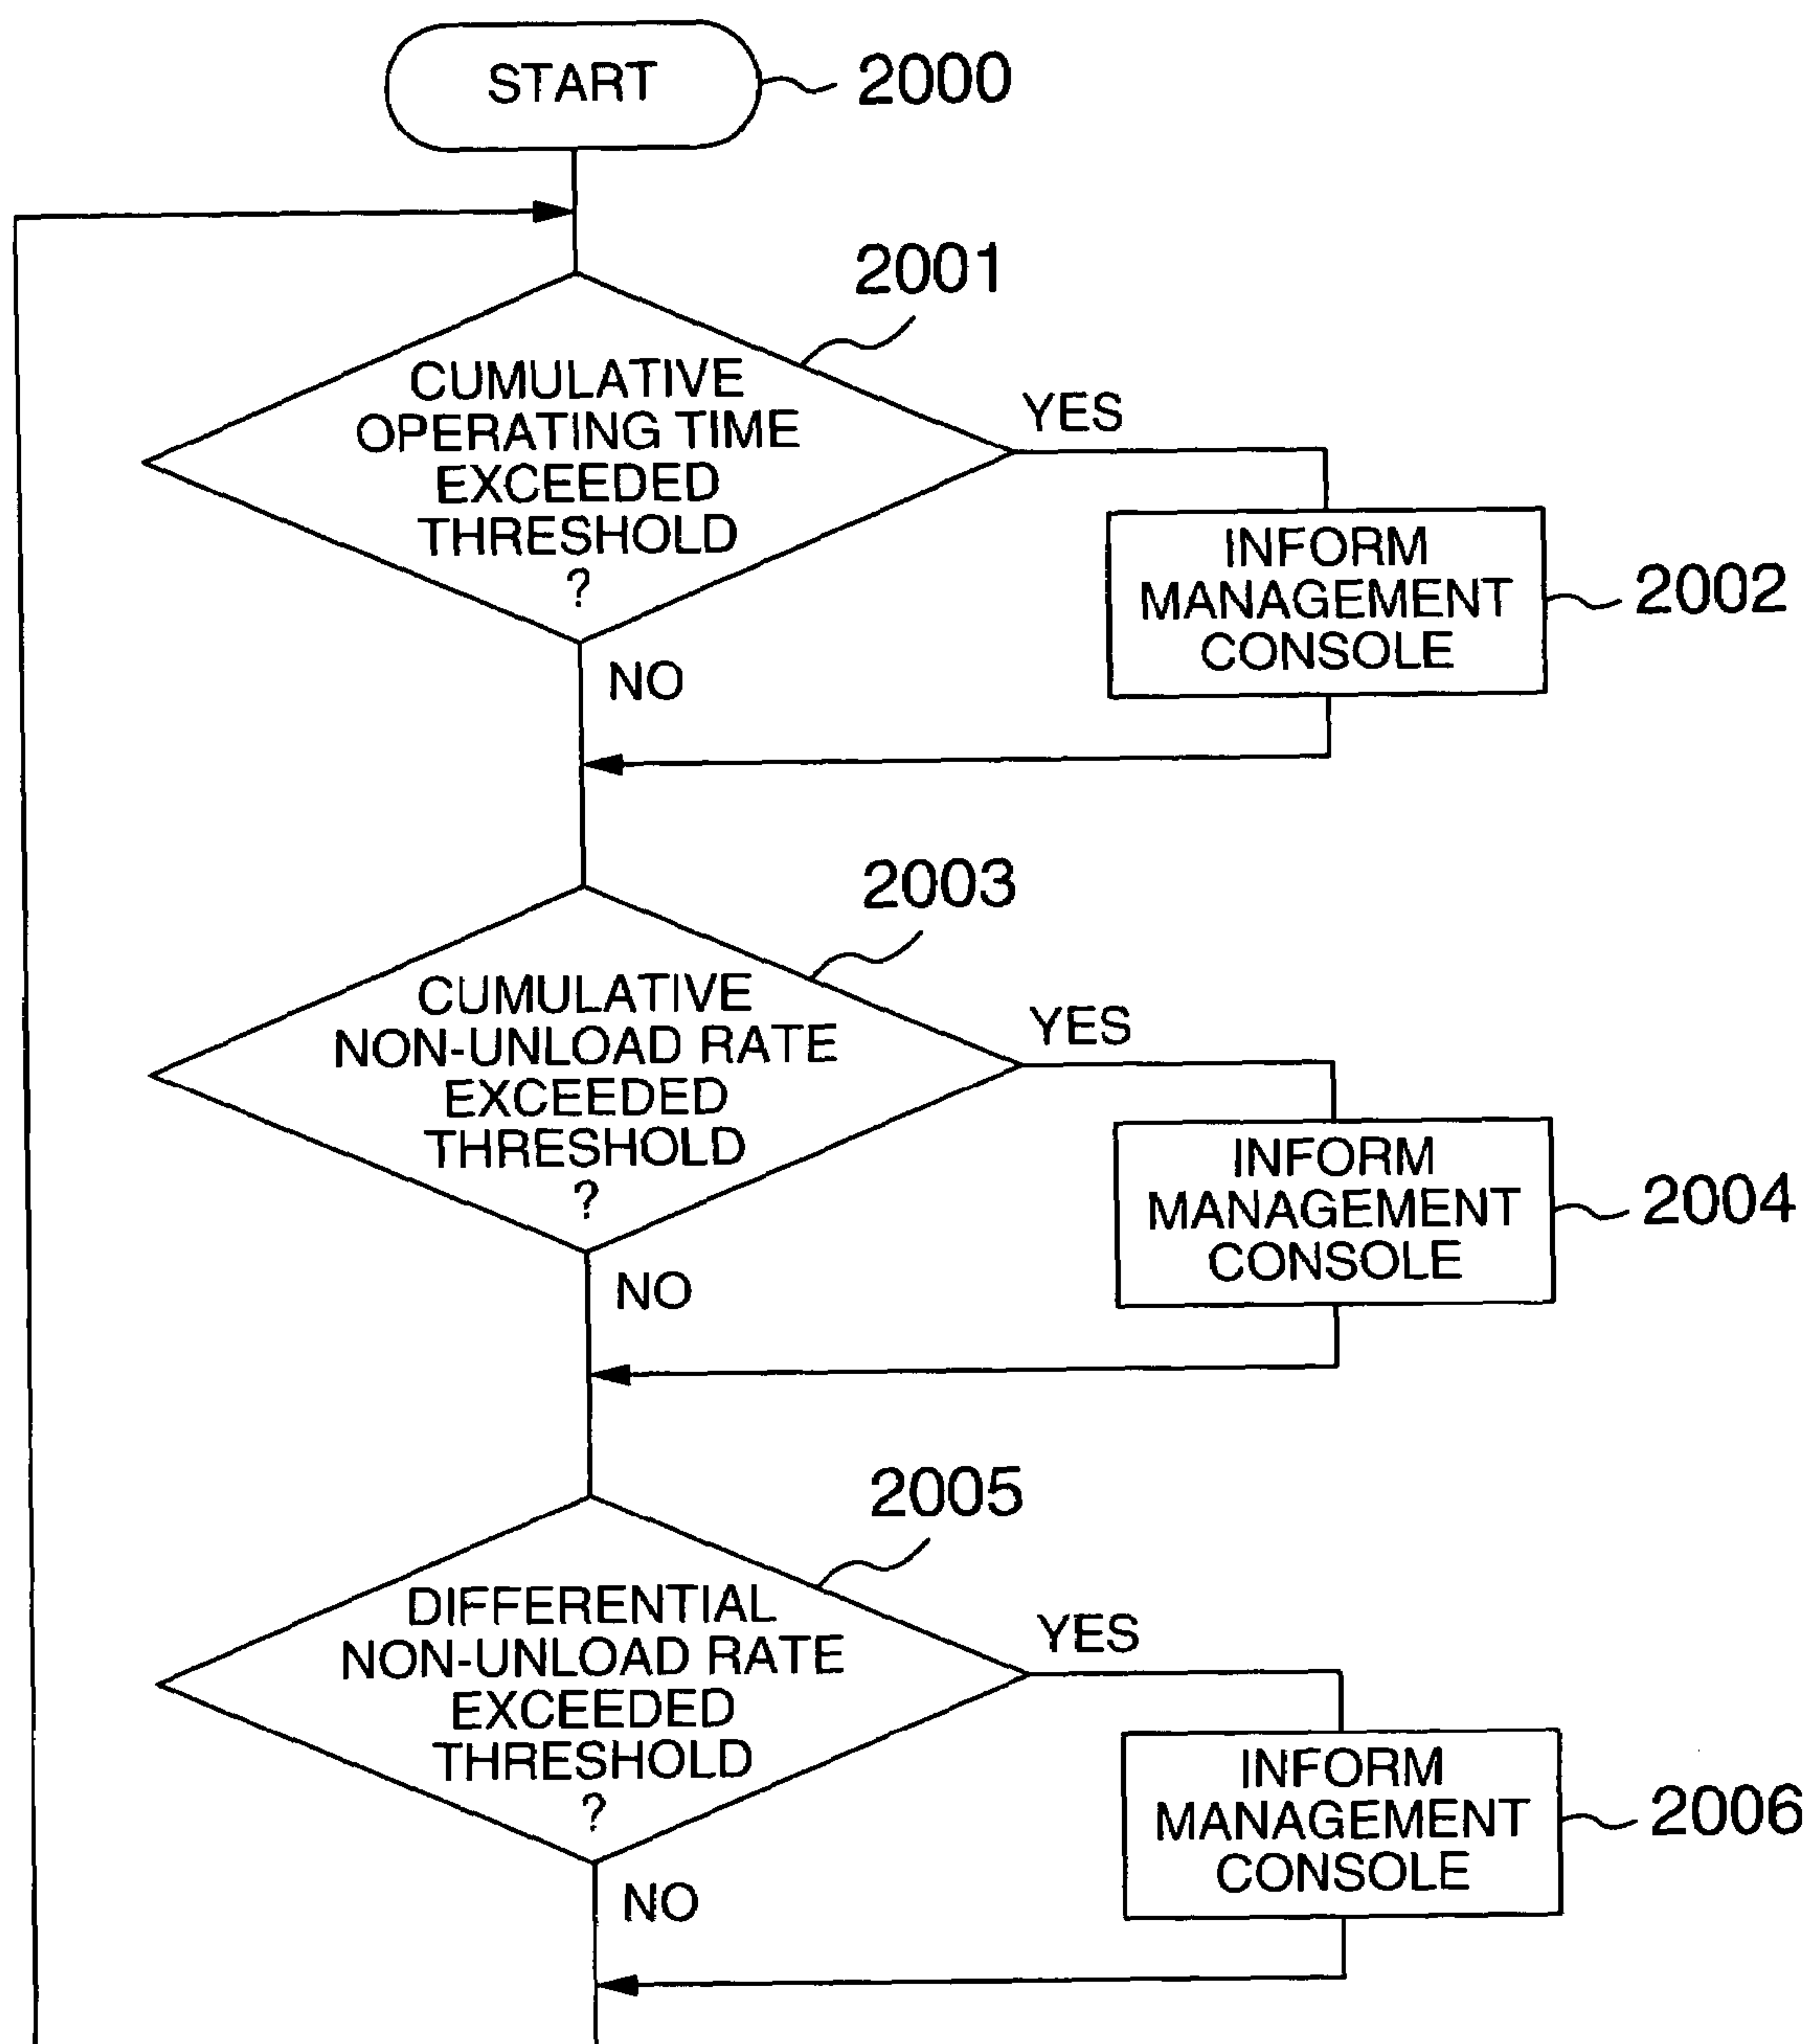 START
2000
2001
CUMULATIVE
OPERATING TIME
EXCEEDED
THRESHOLD
?
YES
INFORM
MANAGEMENT
CONSOLE
2002
NO
2003
CUMULATIVE
NON-UNLOAD RATE
EXCEEDED
THRESHOLD
?
YES
INFORM
MANAGEMENT
CONSOLE
2004
NO
2005
DIFFERENTIAL
NON-UNLOAD RATE
EXCEEDED
THRESHOLD
?
YES
INFORM
MANAGEMENT
CONSOLE
2006
NO